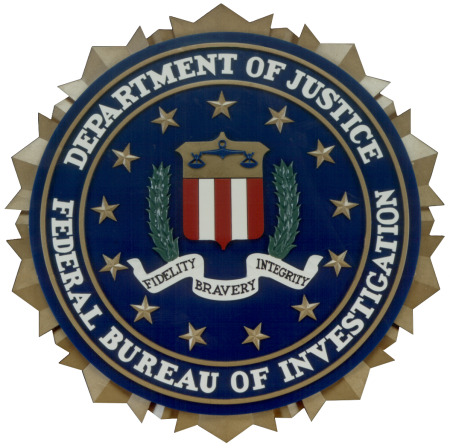 DEPARTMENT OF JUSTICE
FIDELITY
BRAVERY
INTEGRITY
FEDERAL BUREAU OF INVESTIGATION